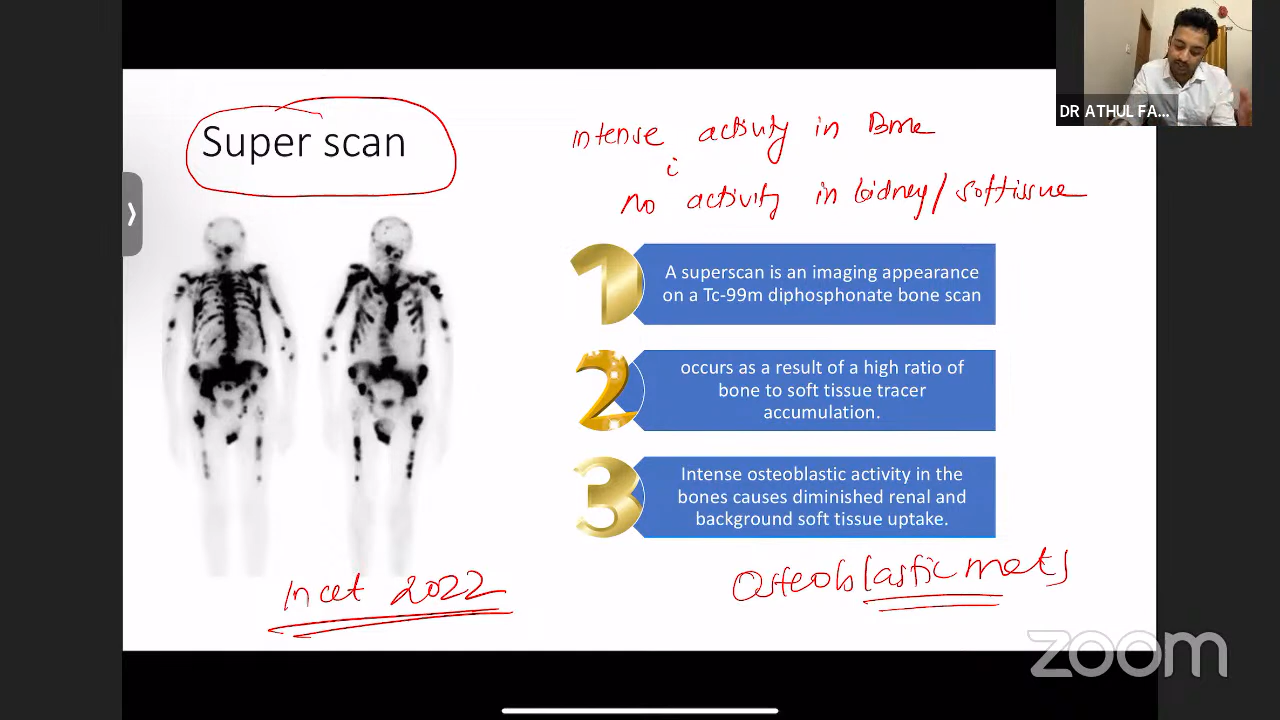 DR ATHUL FA...
Super scan
intense activity in Bone
i
no activity in kidney/softissue
1 A superscan is an imaging appearance
on a Tc-99m diphosphonate bone scan
2 occurs as a result of a high ratio of
bone to soft tissue tracer
accumulation.
3 Intense osteoblastic activity in the
bones causes diminished renal and
background soft tissue uptake.
Incet 2022
Osteoblastic mets
zoom